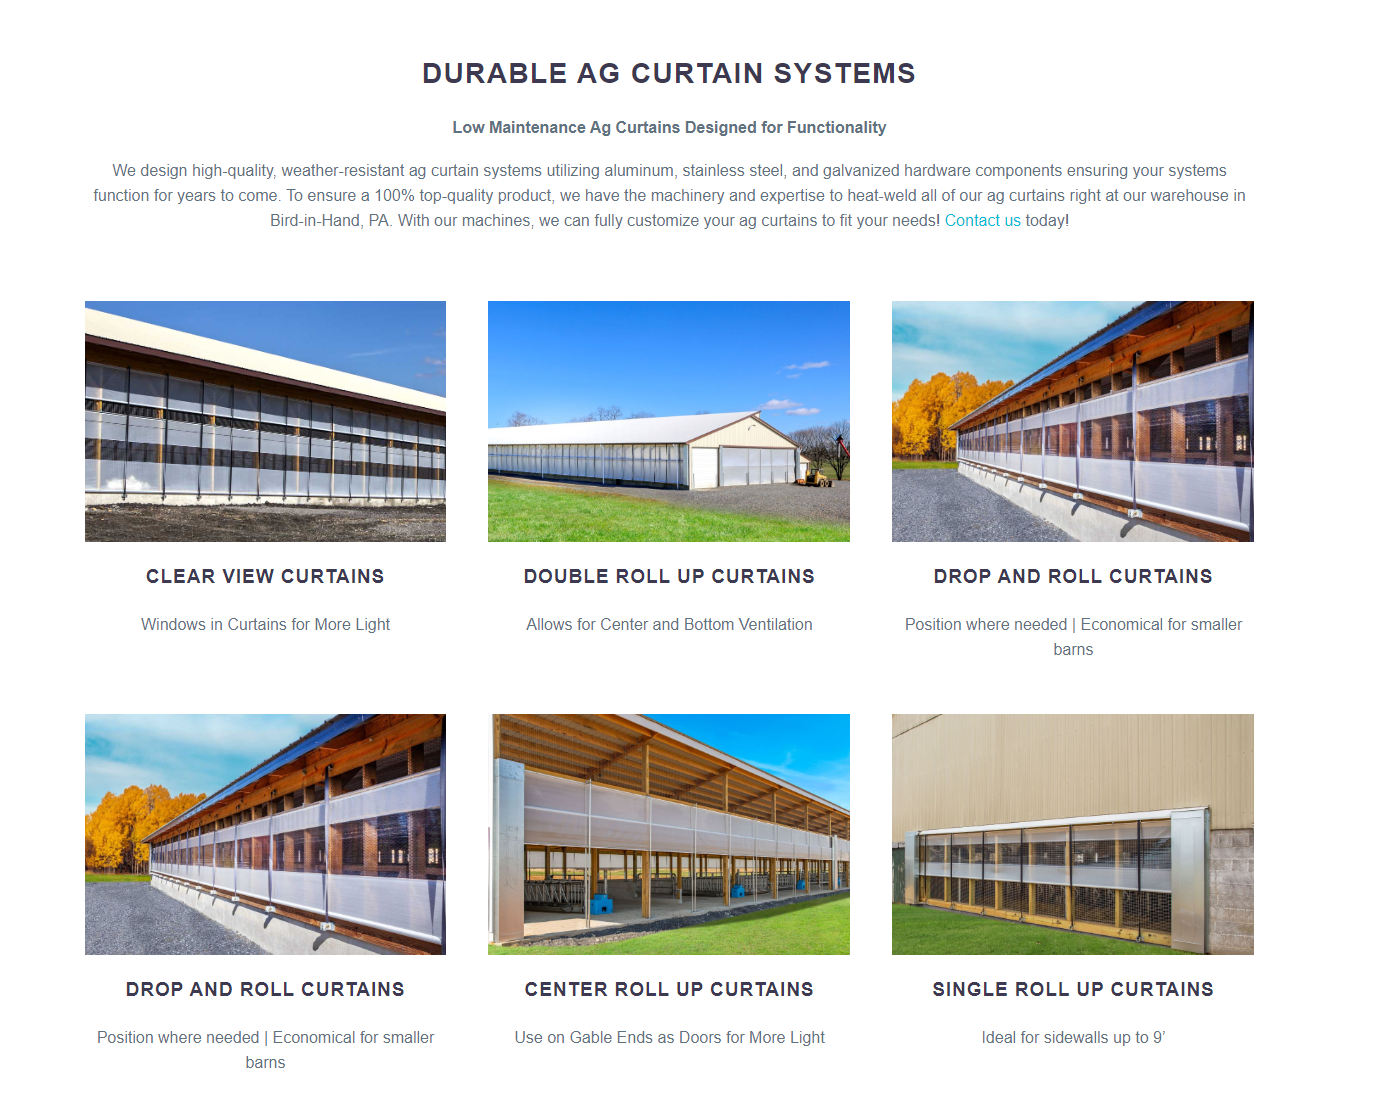 DURABLE AG CURTAIN SYSTEMS
Low Maintenance Ag Curtains Designed for Functionality
We design high-quality, weather-resistant ag curtain systems utilizing aluminum, stainless steel, and galvanized hardware components ensuring your systems
function for years to come. To ensure a 100% top-quality product, we have the machinery and expertise to heat-weld all of our ag curtains right at our warehouse in
Bird-in-Hand, PA. With our machines, we can fully customize your ag curtains to fit your needs! Contact us today!
CLEAR VIEW CURTAINS
Windows in Curtains for More Light
DOUBLE ROLL UP CURTAINS
Allows for Center and Bottom Ventilation
DROP AND ROLL CURTAINS
Position where needed | Economical for smaller
barns
DROP AND ROLL CURTAINS
Position where needed | Economical for smaller
barns
CENTER ROLL UP CURTAINS
Use on Gable Ends as Doors for More Light
SINGLE ROLL UP CURTAINS
Ideal for sidewalls up to 9’